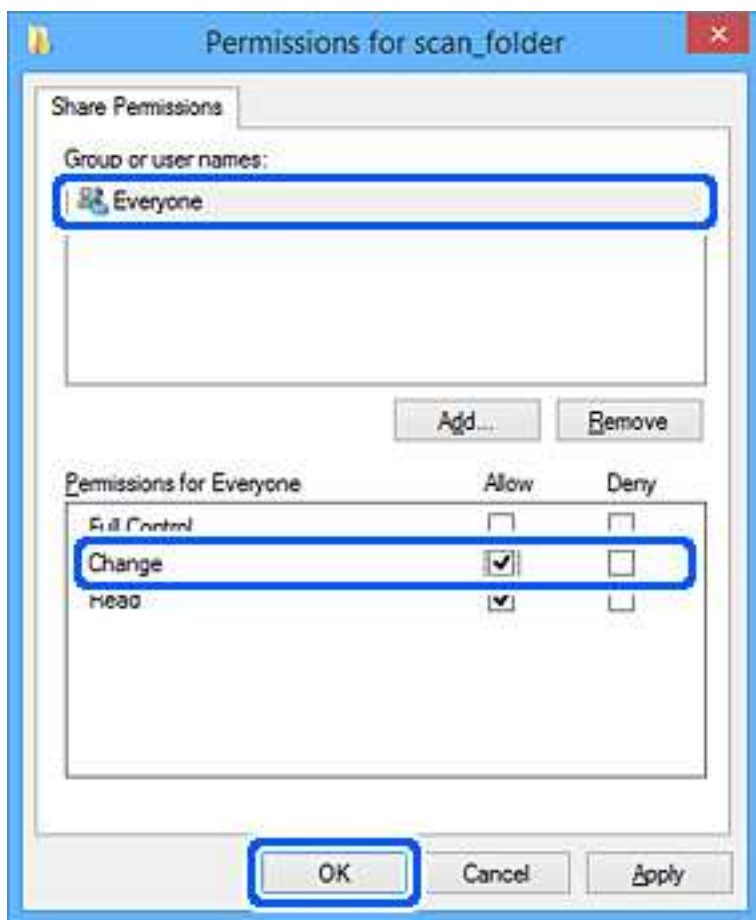 Permissions for scan_folder
Share Permissions
Group or user names:
Everyone
Add... Remove
Permissions for Everyone Allow Deny
Full Control
Change
Read
OK Cancel Apply